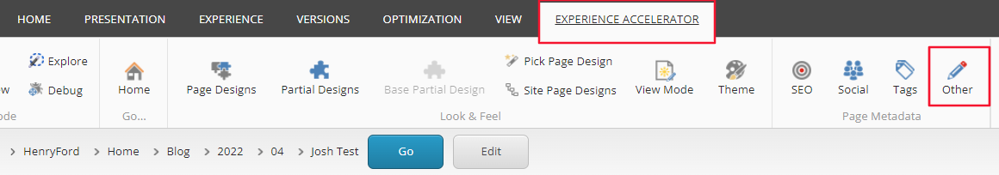 HOME PRESENTATION EXPERIENCE VERSIONS OPTIMIZATION VIEW EXPERIENCE ACCELERATOR
Explore Pick Page Design
Debug Home Page Designs Partial Designs Base Partial Design Site Page Designs View Mode Theme SEO Social Tags Other
Go... Look & Feel Page Metadata
HenryFord Home Blog 2022 04 Josh Test Go Edit